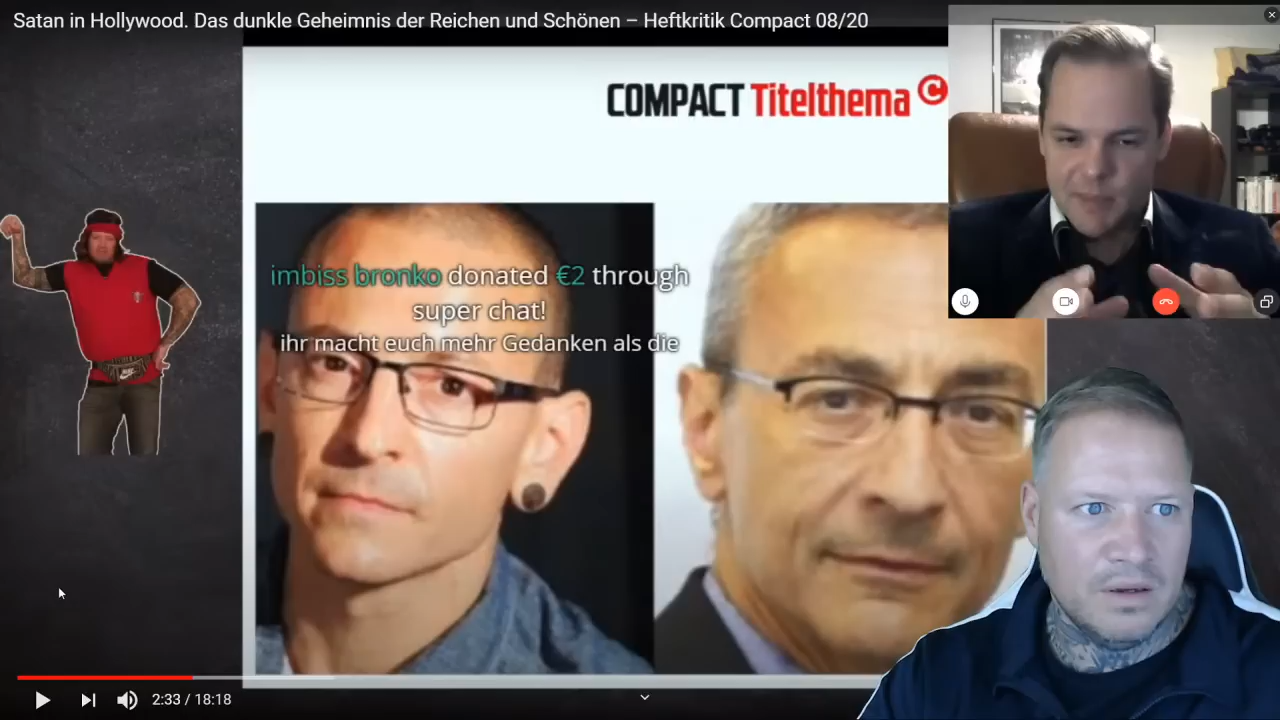 Satan in Hollywood. Das dunkle Geheimnis der Reichen und Schönen – Heftkritik Compact 08/20
COMPACT Titelthema C
imbiss bronko donated €2 through
super chat!
ihr macht euch mehr Gedanken als die
2:33 / 18:18